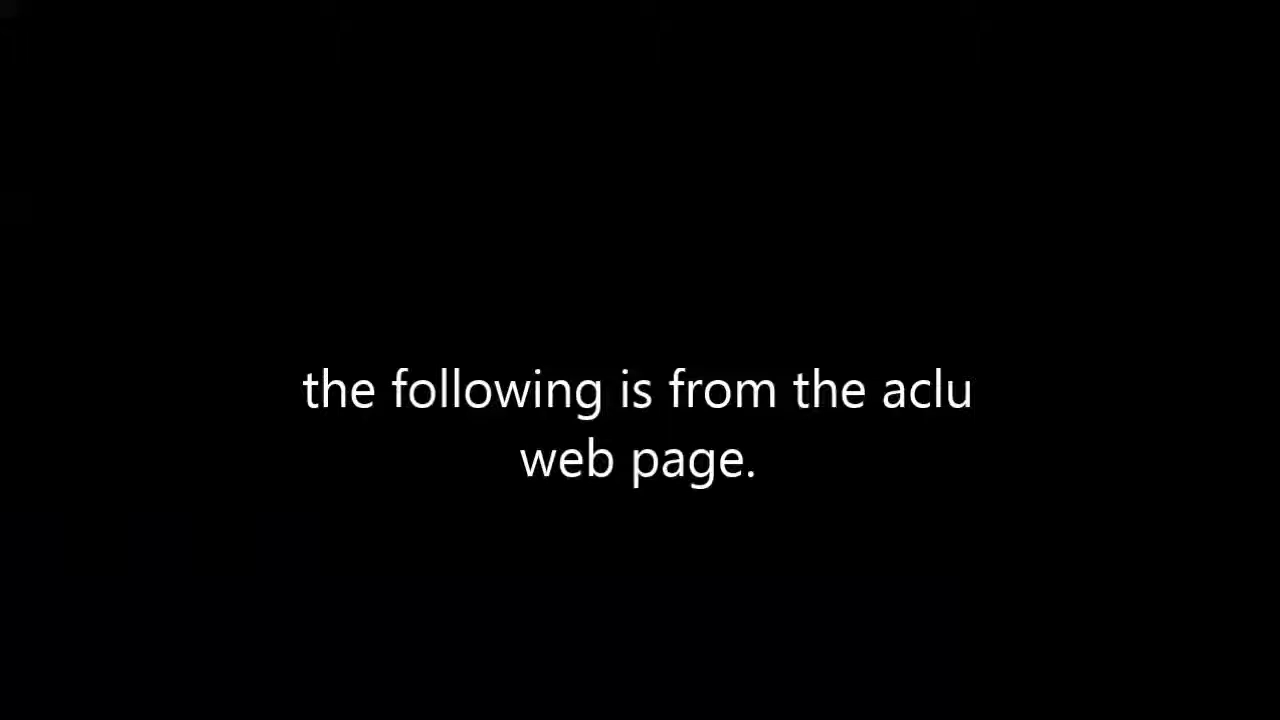 the following is from the aclu
web page.